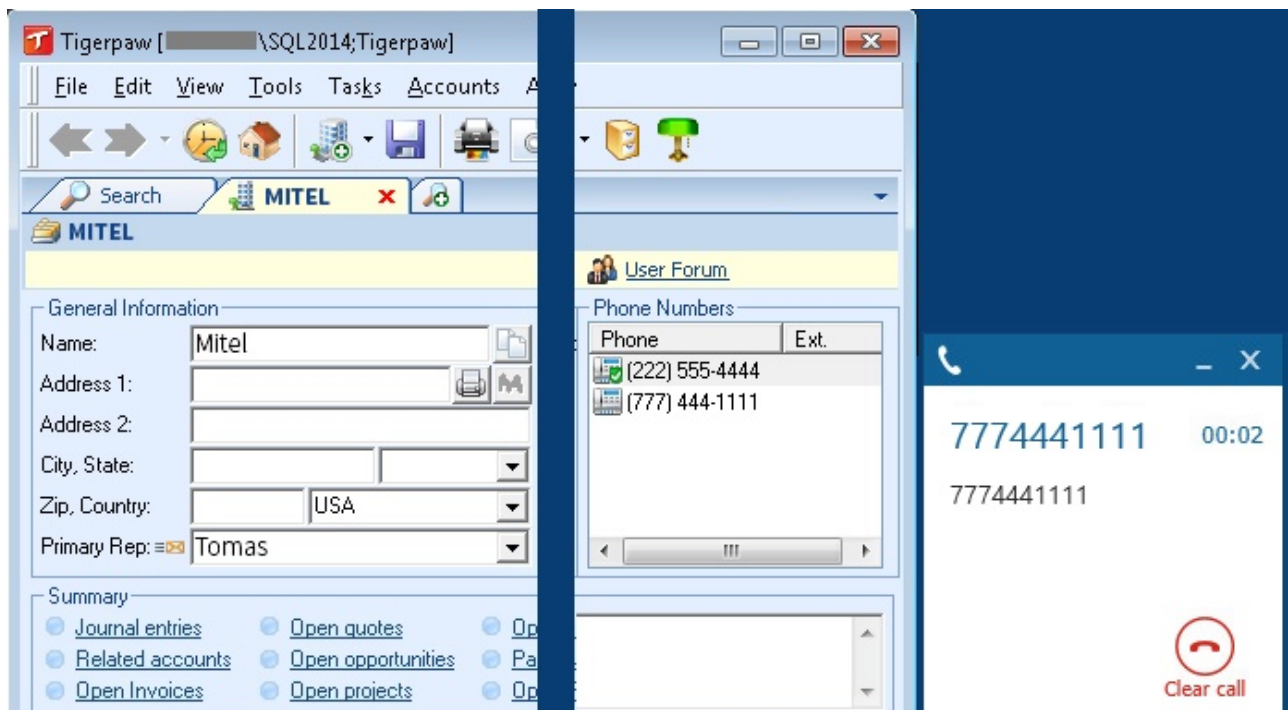 Tigerpaw [ \SQL2014;Tigerpaw]
File Edit View Tools Tasks Accounts
Search MITEL
MITEL
User Forum
General Information
Name: Mitel
Address 1:
Address 2:
City, State:
Zip, Country: USA
Primary Rep: Tomas
Phone Numbers
Phone Ext.
(222) 555-4444
(777) 444-1111
Summary
Journal entries Open quotes
Related accounts Open opportunities
Open Invoices Open projects
7774441111 00:02
7774441111
Clear call